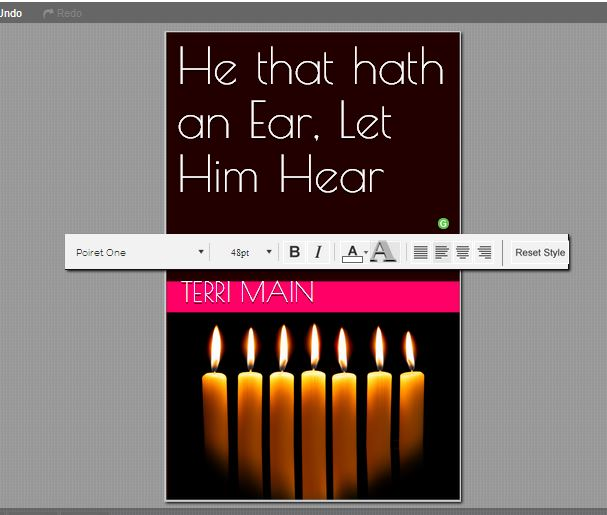 Undo
Redo
He that hath
an Ear, Let
Him Hear
G
Poiret One
48pt
B
I
A
A
Reset Style
TERRI MAIN